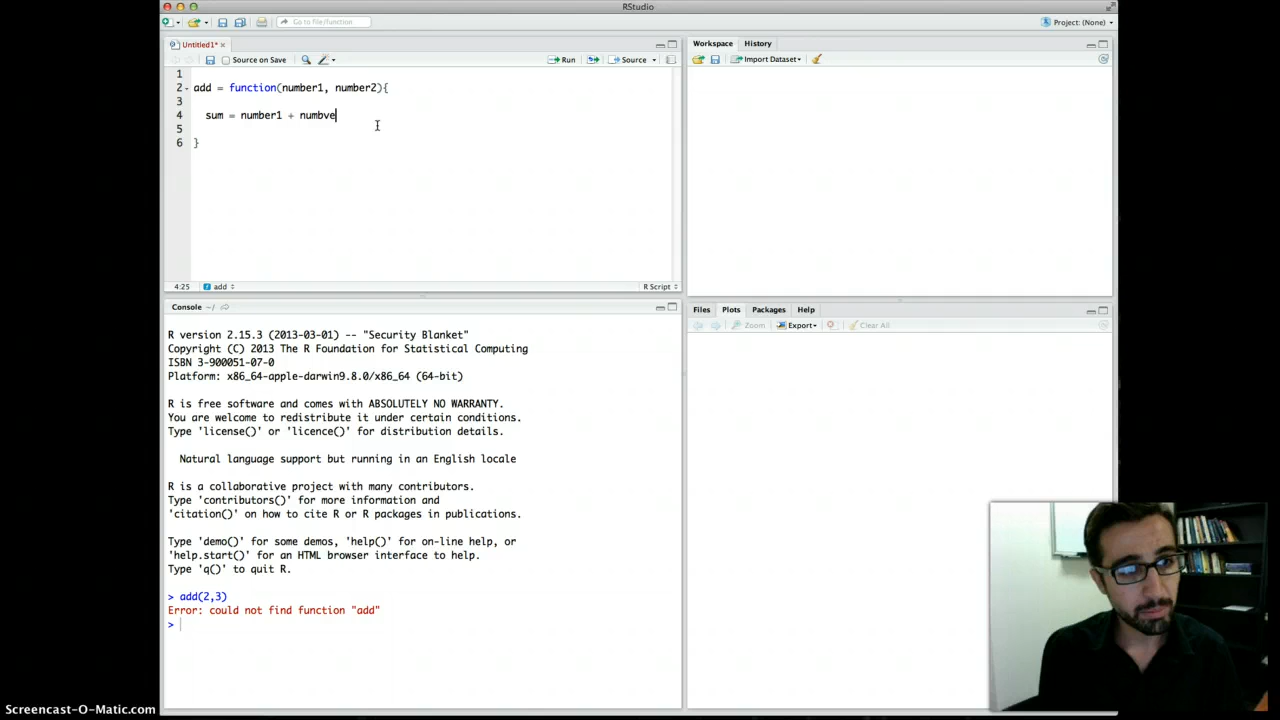 RStudio
Go to file/function
Project: (None)
Untitled1*
Source on Save
Run
Source
1
2 add = function(number1, number2){
3
4 sum = number1 + numbve
5
6 }
4:25 add R Script
Workspace History
Import Dataset
Console ~/
R version 2.15.3 (2013-03-01) -- "Security Blanket"
Copyright (C) 2013 The R Foundation for Statistical Computing
ISBN 3-900051-07-0
Platform: x86_64-apple-darwin9.8.0/x86_64 (64-bit)
R is free software and comes with ABSOLUTELY NO WARRANTY.
You are welcome to redistribute it under certain conditions.
Type 'license()' or 'licence()' for distribution details.
Natural language support but running in an English locale
R is a collaborative project with many contributors.
Type 'contributors()' for more information and
'citation()' on how to cite R or R packages in publications.
Type 'demo()' for some demos, 'help()' for on-line help, or
'help.start()' for an HTML browser interface to help.
Type 'q()' to quit R.
> add(2,3)
Error: could not find function "add"
>
Files Plots Packages Help
Zoom Export Clear All
Screencast-O-Matic.com